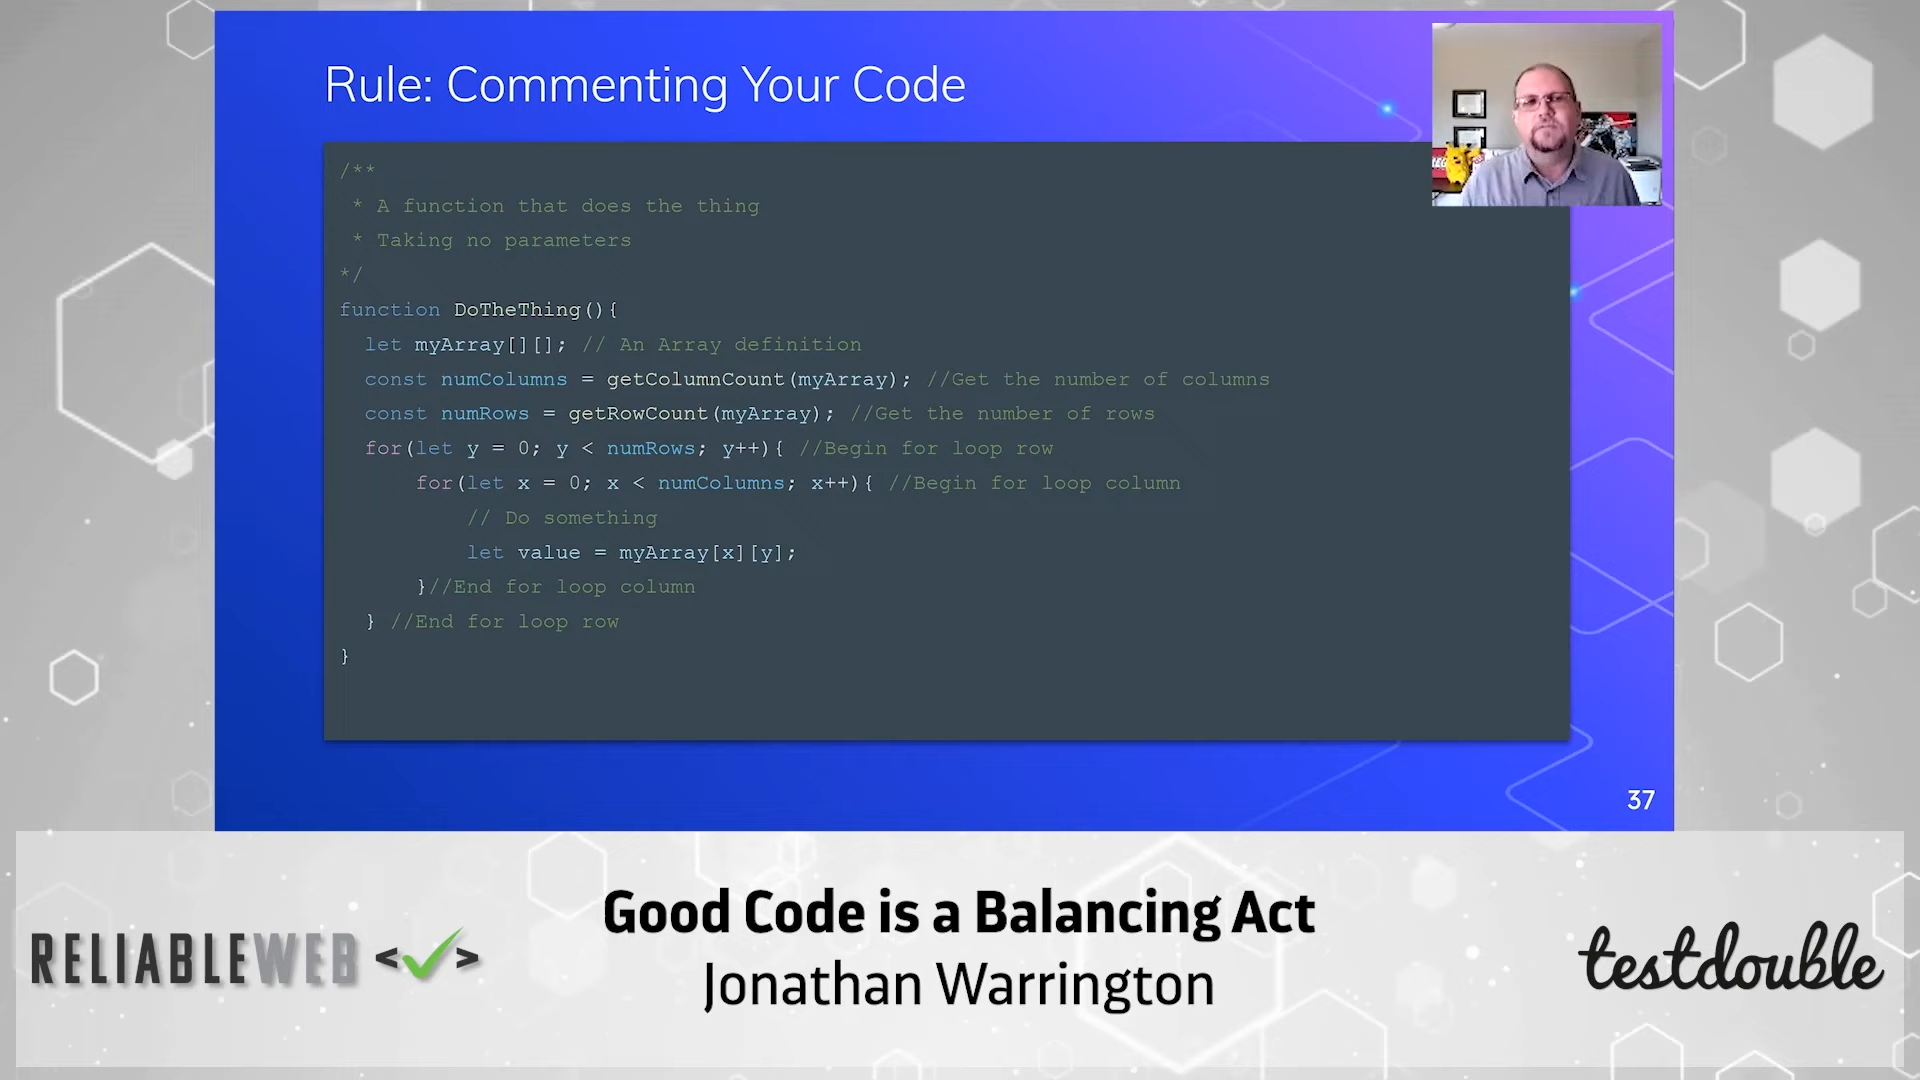 Rule: Commenting Your Code
/**
* A function that does the thing
* Taking no parameters
*/
function DoTheThing(){
let myArray[][]; // An Array definition
const numColumns = getColumnCount(myArray); //Get the number of columns
const numRows = getRowCount(myArray); //Get the number of rows
for(let y = 0; y < numRows; y++){ //Begin for loop row
for(let x = 0; x < numColumns; x++){ //Begin for loop column
// Do something
let value = myArray[x][y];
}//End for loop column
} //End for loop row
}
37
RELIABLEWEB <✓>
Good Code is a Balancing Act
Jonathan Warrington
testdouble